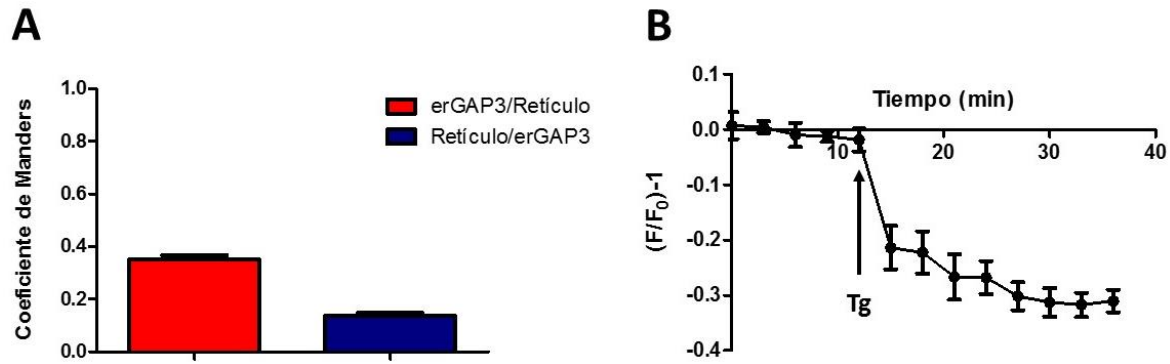 A
Coeficiente de Manders
1.0
0.8
0.6
0.4
0.2
0.0
erGAP3/Retículo
Retículo/erGAP3
B
(F/F0)-1
0.1
0.0
-0.1
-0.2
-0.3
-0.4
Tiempo (min)
10
20
30
40
Tg